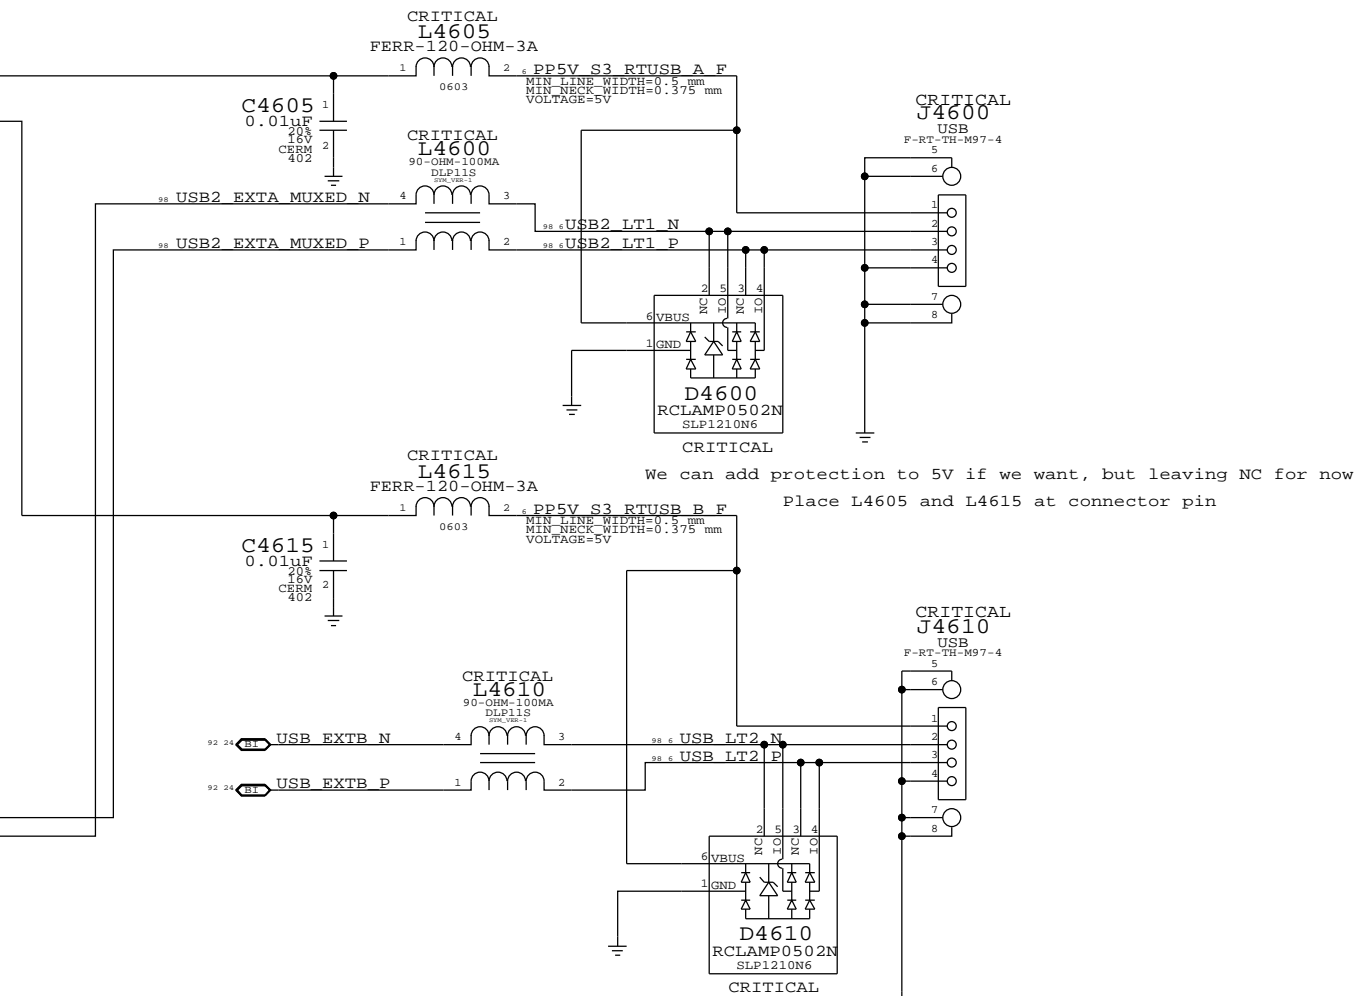 CRITICAL
L4605
FERR-120-OHM-3A
1
2
6 PP5V_S3_RTUSB_A_F
MIN_LINE_WIDTH=0.5 mm
MIN_NECK_WIDTH=0.375 mm
VOLTAGE=5V
0603
C4605
0.01uF
20%
16V
CERM
402
1
2
CRITICAL
L4600
90-OHM-100MA
DLP11S
SYM_VER-1
98 USB2_EXTA_MUXED_N
4
3
98 USB2_EXTA_MUXED_P
1
2
98 6 USB2_LT1_N
98 6 USB2_LT1_P
CRITICAL
J4600
USB
F-RT-TH-M97-4
5
6
1
2
3
4
7
8
2 5 3 4
NC IO NC IO
6 VBUS
1 GND
D4600
RCLAMP0502N
SLP1210N6
CRITICAL
We can add protection to 5V if we want, but leaving NC for now
Place L4605 and L4615 at connector pin
CRITICAL
L4615
FERR-120-OHM-3A
1
2
6 PP5V_S3_RTUSB_B_F
MIN_LINE_WIDTH=0.5 mm
MIN_NECK_WIDTH=0.375 mm
VOLTAGE=5V
0603
C4615
0.01uF
20%
16V
CERM
402
1
2
CRITICAL
J4610
USB
F-RT-TH-M97-4
5
6
1
2
3
4
7
8
CRITICAL
L4610
90-OHM-100MA
DLP11S
SYM_VER-1
92 24 BI USB_EXTB_N
4
3
92 24 BI USB_EXTB_P
1
2
98 6 USB_LT2_N
98 6 USB_LT2_P
2 5 3 4
NC IO NC IO
6 VBUS
1 GND
D4610
RCLAMP0502N
SLP1210N6
CRITICAL